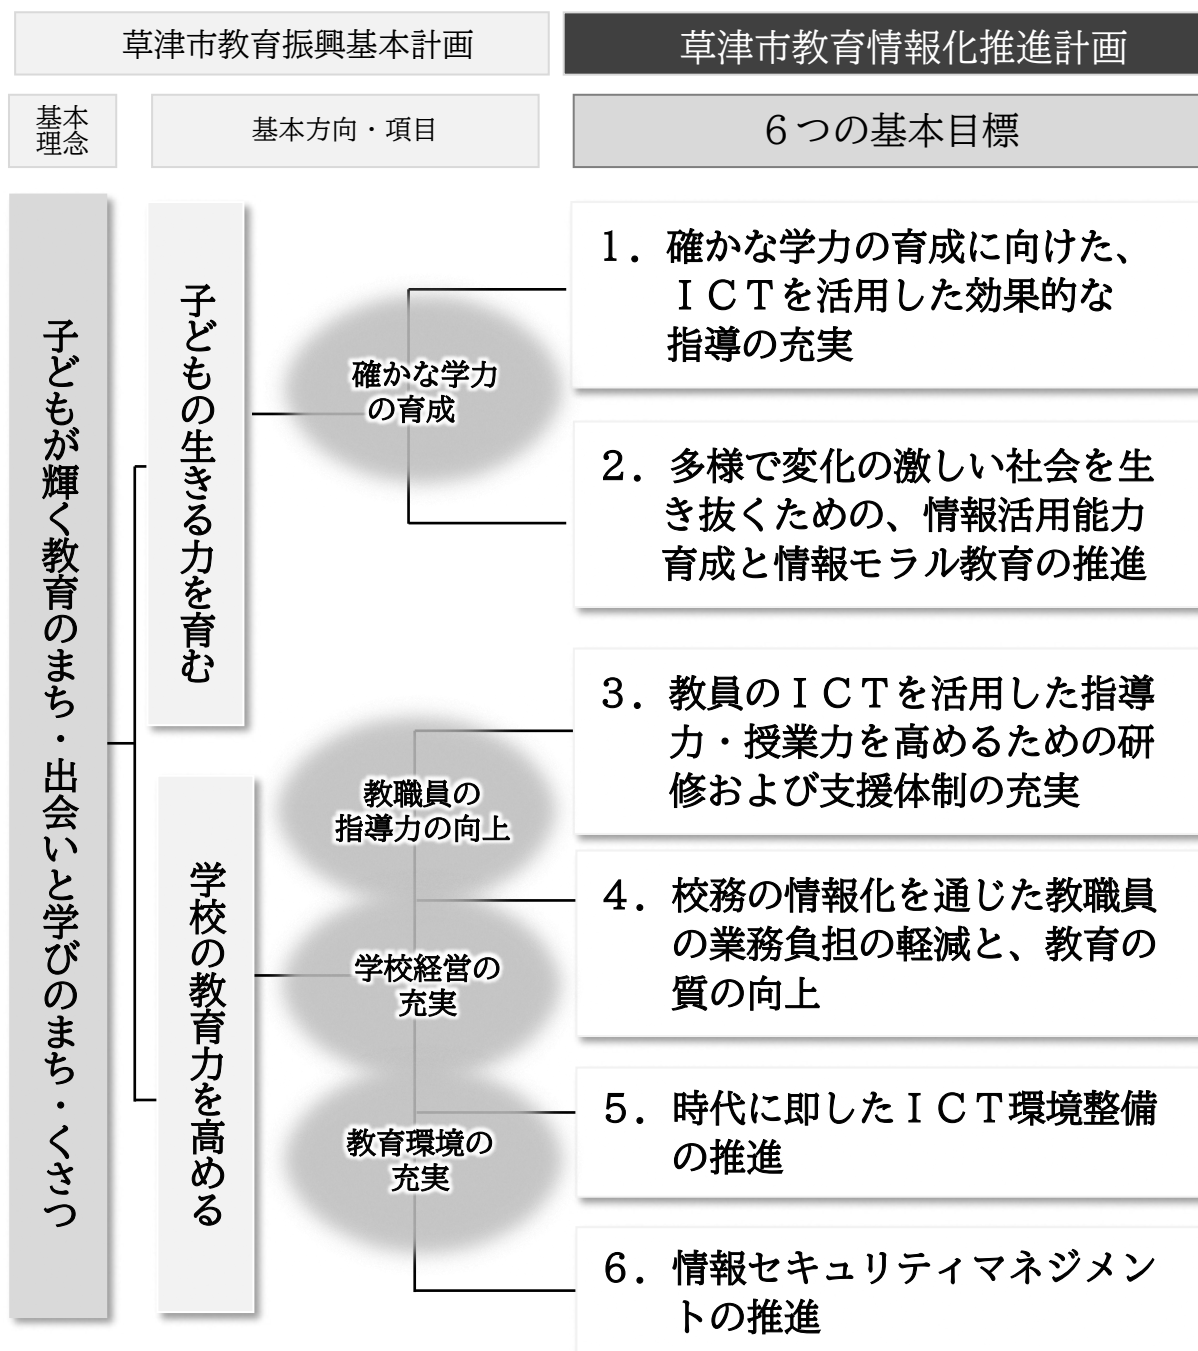 草津市教育振興基本計画
草津市教育情報化推進計画
基本
理念
基本方向・項目
６つの基本目標
子どもが輝く教育のまち・出会いと学びのまち・くさつ
子どもの生きる力を育む
確かな学力
の育成
１．確かな学力の育成に向けた、
ＩＣＴを活用した効果的な
指導の充実
２．多様で変化の激しい社会を生
き抜くための、情報活用能力
育成と情報モラル教育の推進
学校の教育力を高める
教職員の
指導力の向上
学校経営の
充実
教育環境の
充実
３．教員のＩＣＴを活用した指導
力・授業力を高めるための研
修および支援体制の充実
４．校務の情報化を通じた教職員
の業務負担の軽減と、教育の
質の向上
５．時代に即したＩＣＴ環境整備
の推進
６．情報セキュリティマネジメン
トの推進